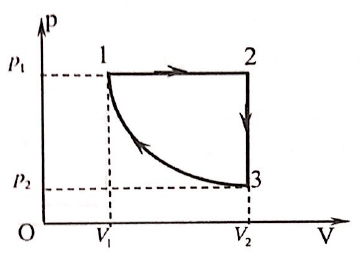 p
1 2
p₁
p₂ 3
O V₁ V₂ V